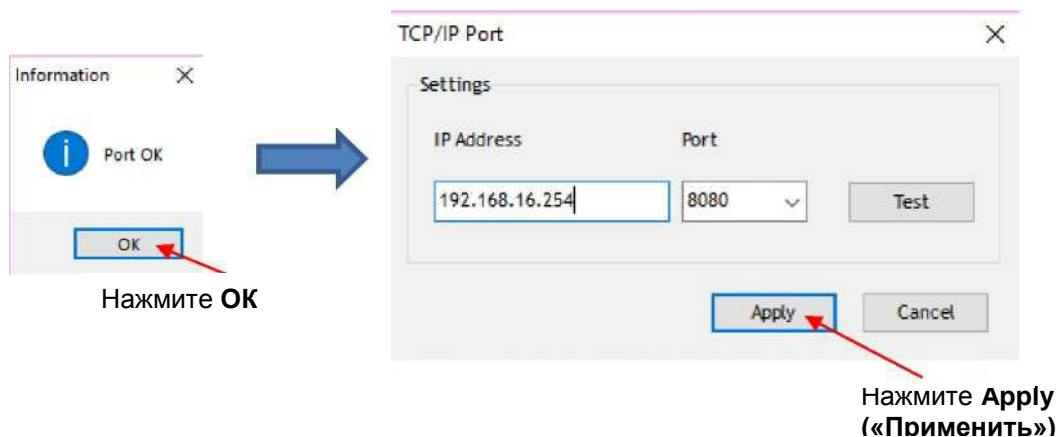 Information
Port OK
OK
Нажмите ОК
TCP/IP Port
Settings
IP Address Port
192.168.16.254 8080 Test
Apply Cancel
Нажмите Apply
(«Применить»)